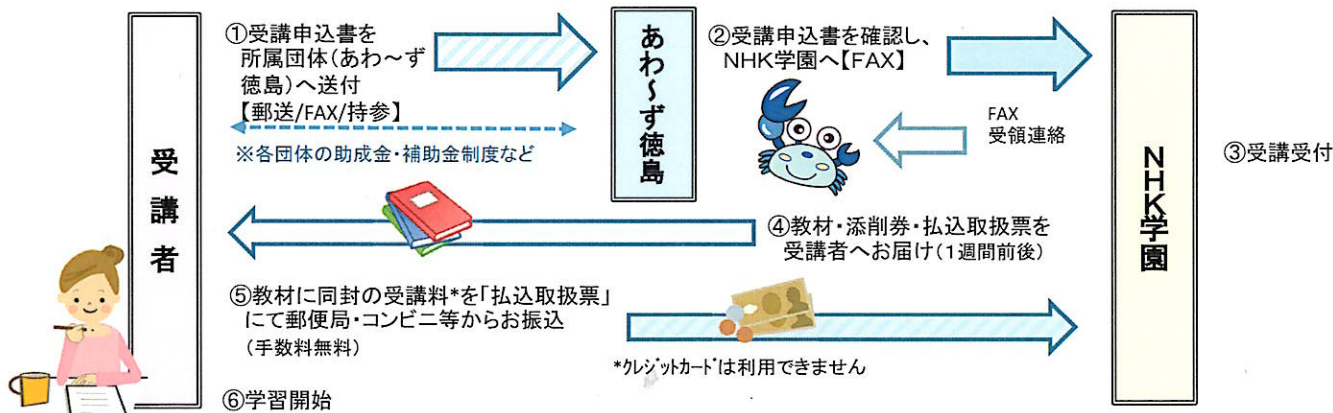 受講者
①受講申込書を
所属団体(あわ～ず
徳島)へ送付
【郵送/FAX/持参】
※各団体の助成金・補助金制度など
あわ～ず徳島
②受講申込書を確認し、
NHK学園へ【FAX】
FAX
受領連絡
NHK学園
③受講受付
④教材・添削券・払込取扱票を
受講者へお届け(1週間前後)
⑤教材に同封の受講料*を「払込取扱票」
にて郵便局・コンビニ等からお振込
(手数料無料)
*クレジットカードは利用できません
⑥学習開始